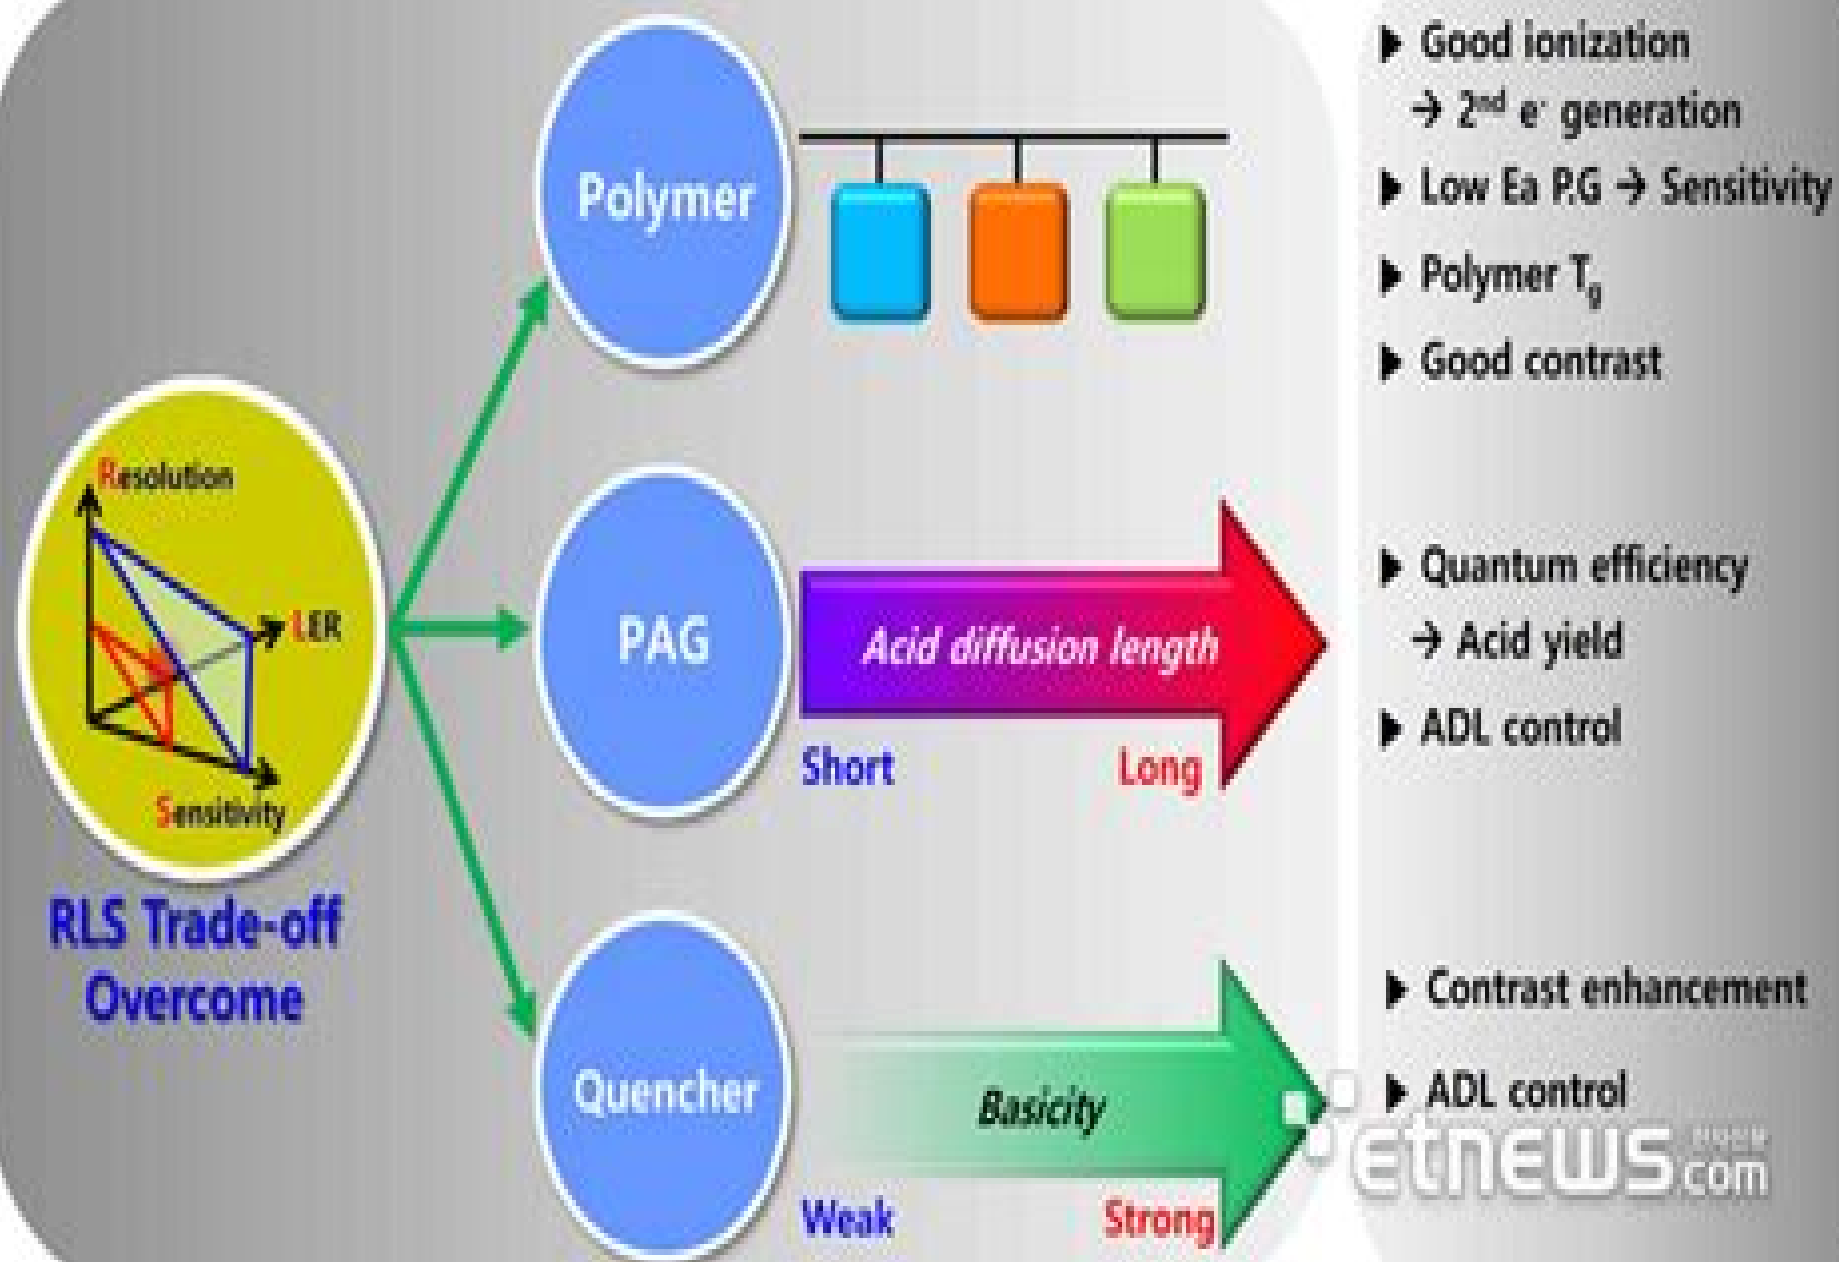 Resolution
LER
Sensitivity
RLS Trade-off
Overcome
Polymer
▶ Good ionization
→ 2nd e- generation
▶ Low Ea P.G → Sensitivity
▶ Polymer Tg
▶ Good contrast
PAG
Acid diffusion length
Short
Long
▶ Quantum efficiency
→ Acid yield
▶ ADL control
Quencher
Basicity
Weak
Strong
▶ Contrast enhancement
▶ ADL control
etnews.com